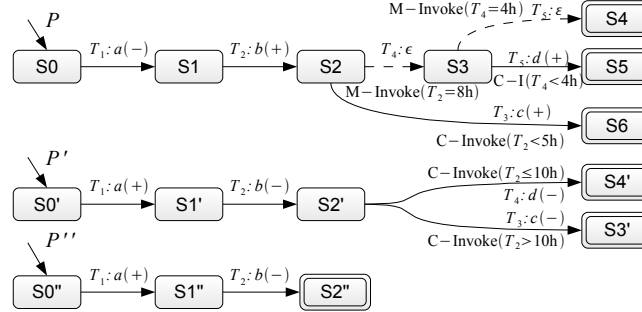 M−Invoke(T₄=4h) T₅:ε
P
T₁:a(−) T₂:b(+) T₄:ε
S4
S0 S1 S2 S3 T₅:d(+) S5
M−Invoke(T₂=8h) C−I(T₄<4h)
T₃:c(+)
S6
C−Invoke(T₂<5h)
P'
C−Invoke(T₂≤10h)
S4'
T₁:a(+) T₂:b(−) T₄:d(−)
S0' S1' S2' T₃:c(−)
S3'
C−Invoke(T₂>10h)
P''
T₁:a(+) T₂:b(−)
S0" S1" S2"